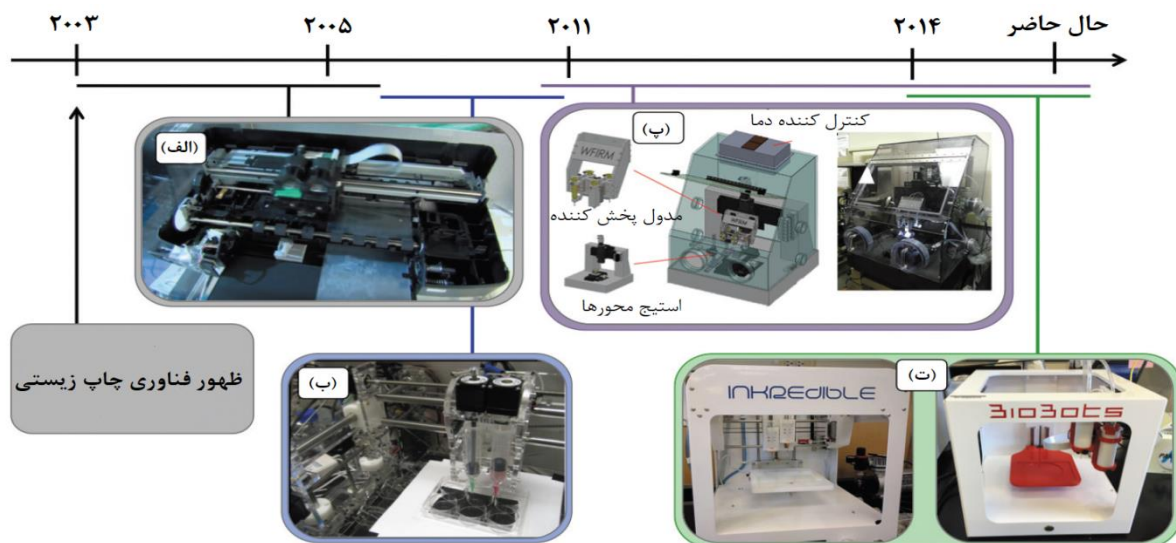 ۲۰۰۳
۲۰۰۵
۲۰۱۱
۲۰۱۴
حال حاضر
(الف)
(پ)
کنترل کننده دما
WFIRM
مدول پخش کننده
WFIRM
استیج محورها
ظهور فناوری چاپ زیستی
(ب)
(ت)
INKREDIBLE
BIOBOTS